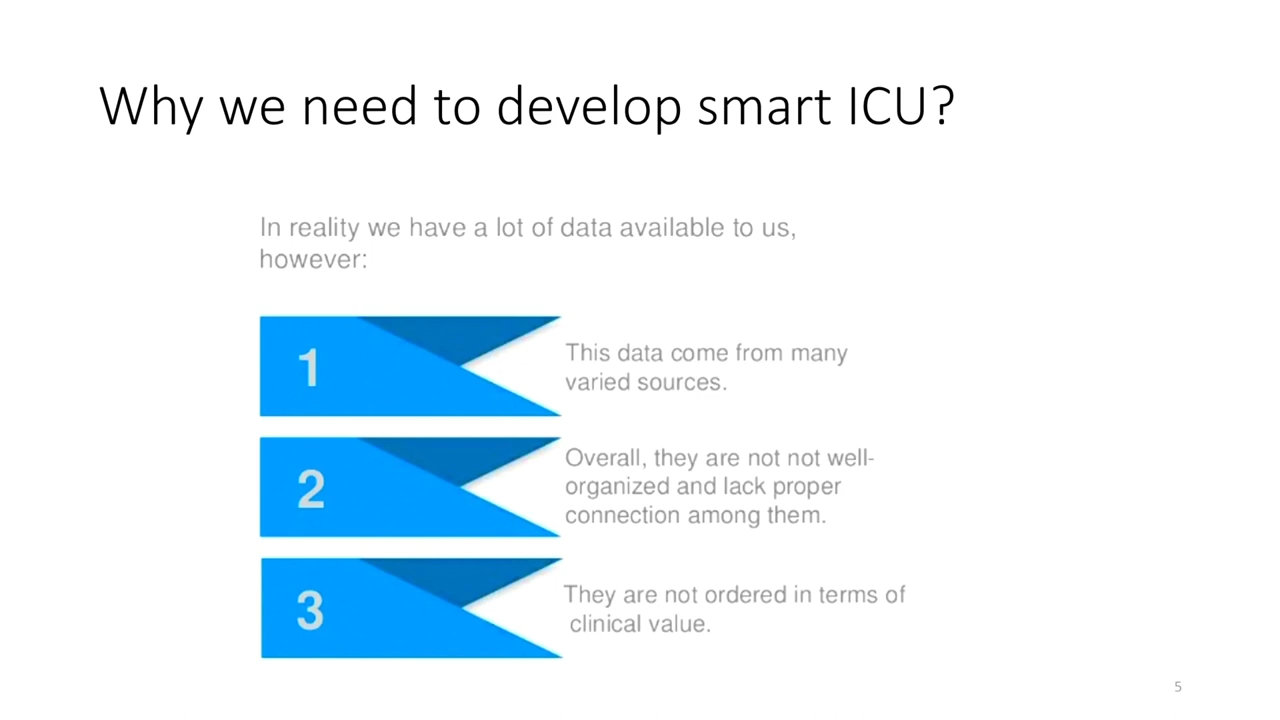 Why we need to develop smart ICU?
In reality we have a lot of data available to us,
however:
1
This data come from many
varied sources.
2
Overall, they are not not well-
organized and lack proper
connection among them.
3
They are not ordered in terms of
clinical value.
5